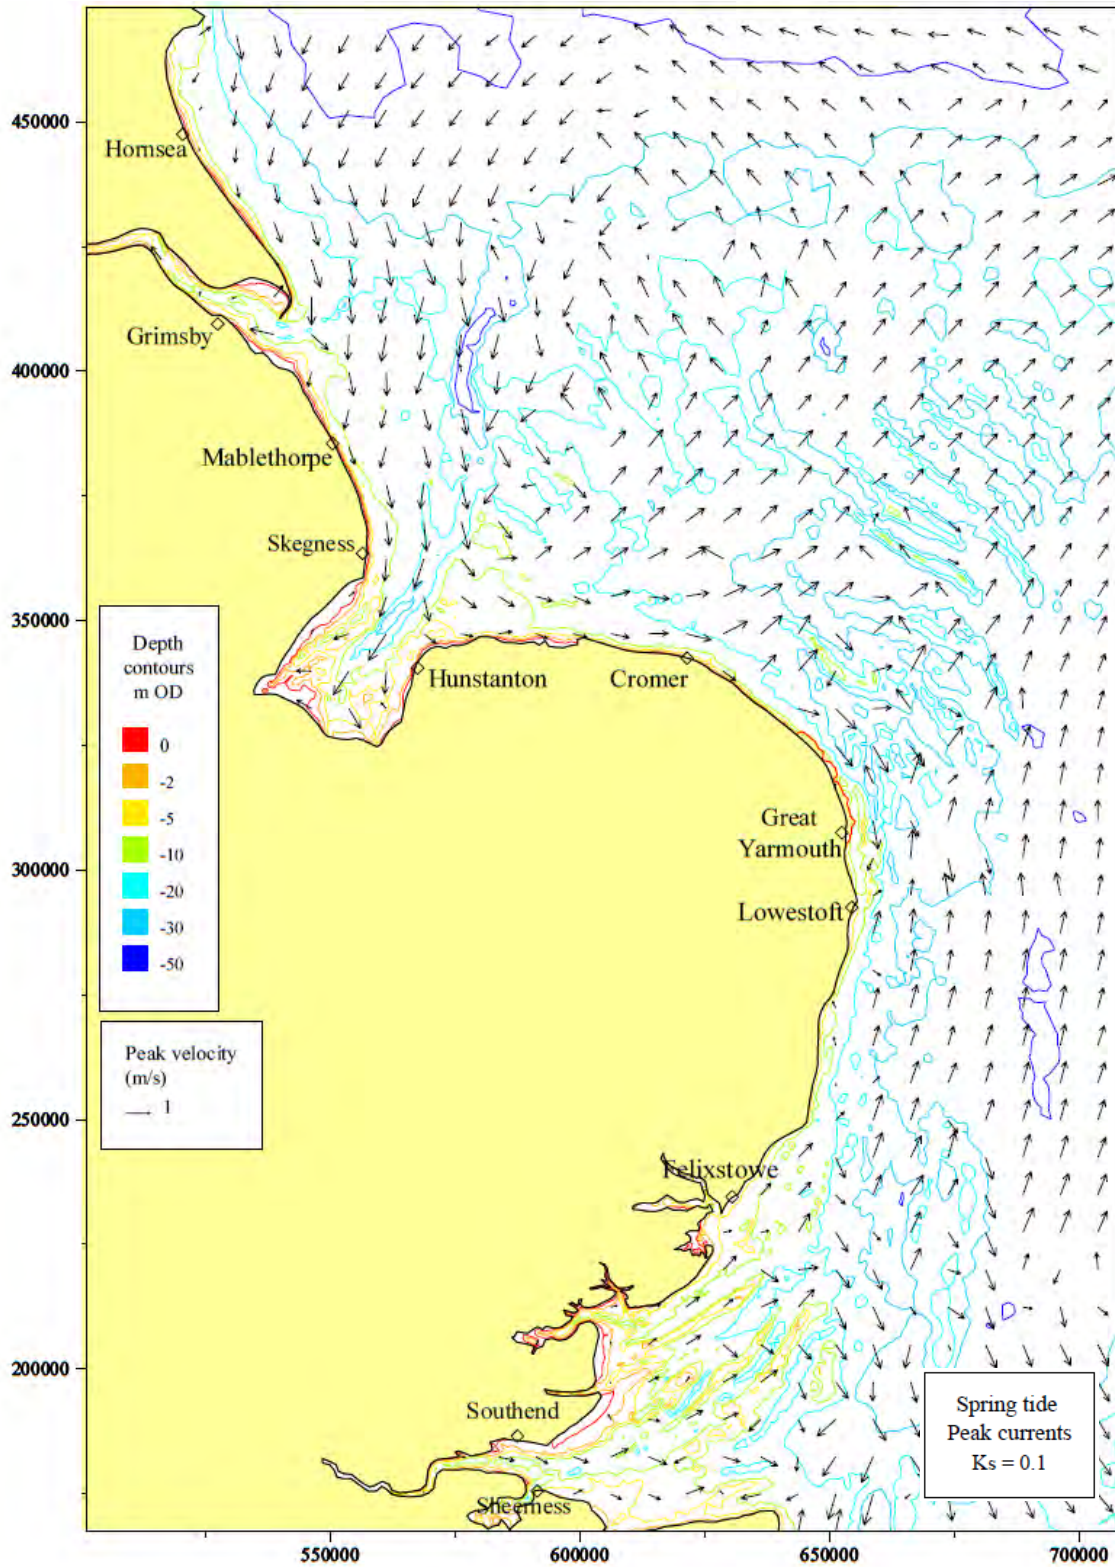 450000
Hornsea
Grimsby
400000
Mablethorpe
Skegness
350000
Depth
contours
m OD
0
-2
-5
-10
-20
-30
-50
Hunstanton
Cromer
Great
Yarmouth
300000
Lowestoft
Peak velocity
(m/s)
1
250000
Felixstowe
200000
Southend
Sheerness
Spring tide
Peak currents
Ks = 0.1
550000
600000
650000
700000